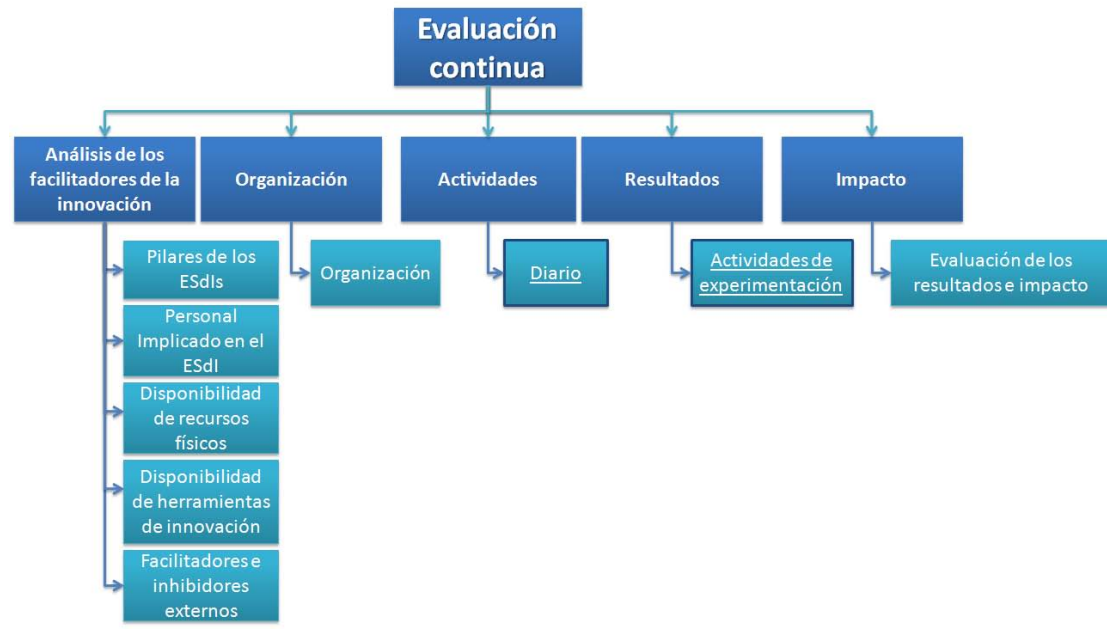 Evaluación
continua
Análisis de los
facilitadores de la
innovación
Organización
Actividades
Resultados
Impacto
Pilares de los
ESdIs
Personal
Implicado en el
ESdI
Disponibilidad
de recursos
físicos
Disponibilidad
de herramientas
de innovación
Facilitadores e
inhibidores
externos
Organización
Diario
Actividades de
experimentación
Evaluación de los
resultados e impacto